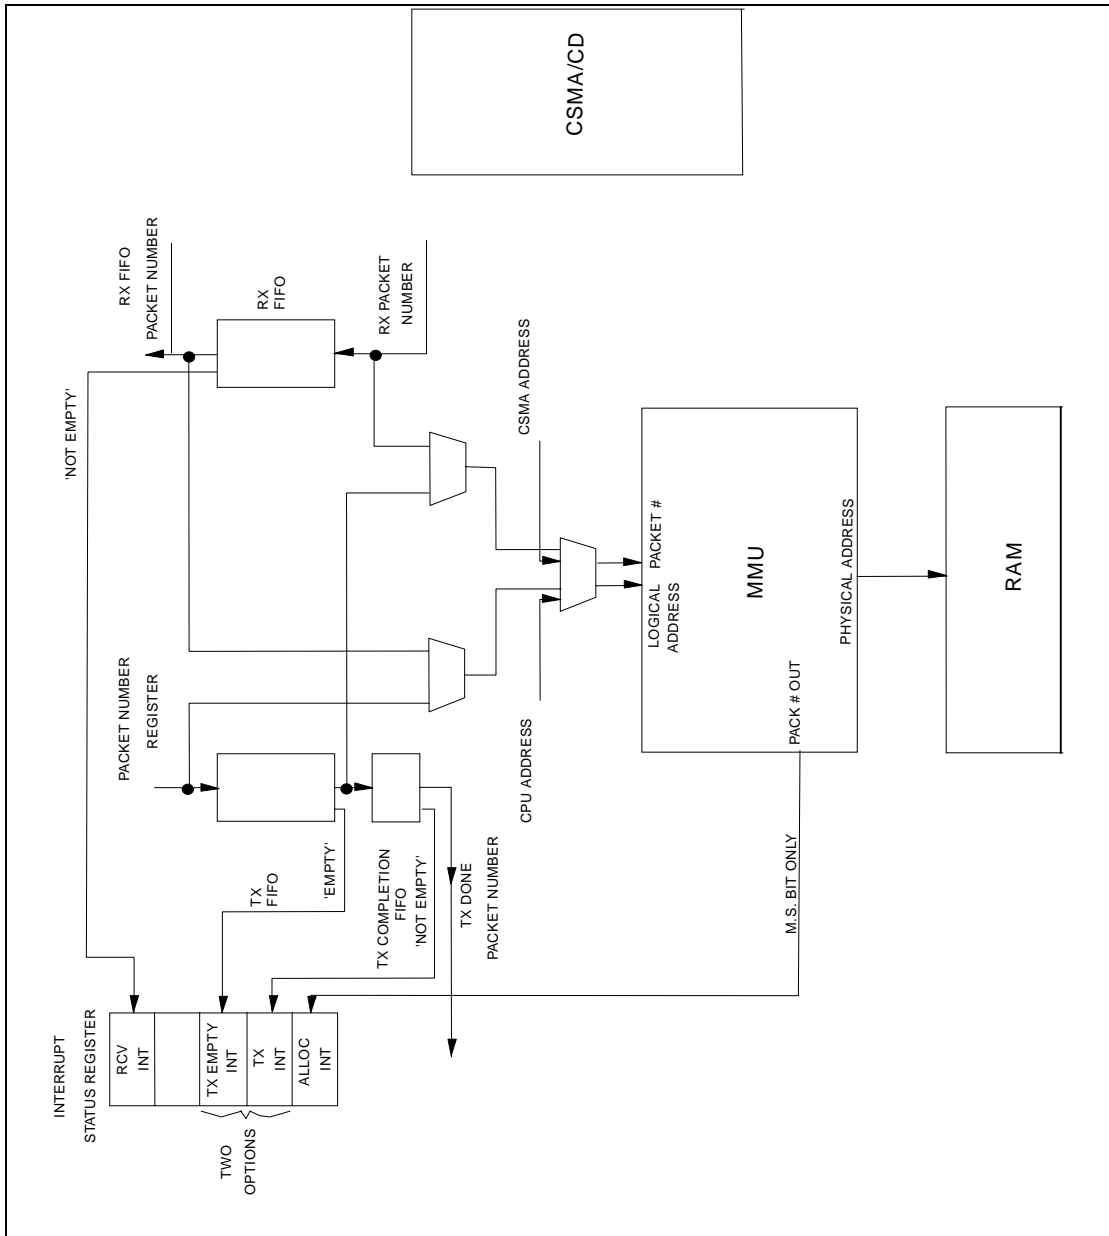 INTERRUPT
STATUS REGISTER
RCV
INT
TX EMPTY
INT
TX
INT
ALLOC
INT
TWO
OPTIONS
'NOT EMPTY'
PACKET NUMBER
REGISTER
TX
FIFO
'EMPTY'
TX COMPLETION
FIFO
'NOT EMPTY'
TX DONE
PACKET NUMBER
RX FIFO
PACKET NUMBER
RX
FIFO
RX PACKET
NUMBER
CPU ADDRESS
CSMA ADDRESS
M.S. BIT ONLY
LOGICAL
ADDRESS
PACKET #
MMU
PACK # OUT
PHYSICAL ADDRESS
RAM
CSMA/CD